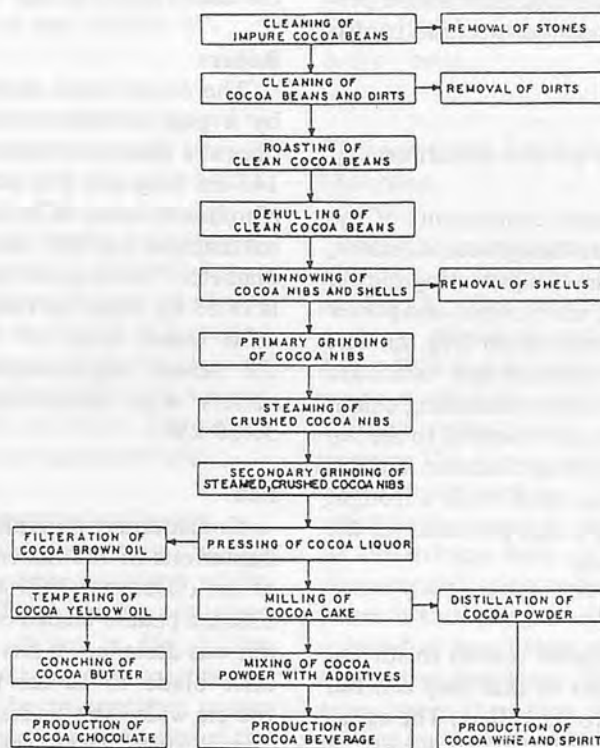 CLEANING OF
IMPURE COCOA BEANS
REMOVAL OF STONES
CLEANING OF
COCOA BEANS AND DIRTS
REMOVAL OF DIRTS
ROASTING OF
CLEAN COCOA BEANS
DEHULLING OF
CLEAN COCOA BEANS
WINNOWING OF
COCOA NIBS AND SHELLS
REMOVAL OF SHELLS
PRIMARY GRINDING
OF COCOA NIBS
STEAMING OF
CRUSHED COCOA NIBS
SECONDARY GRINDING OF
STEAMED, CRUSHED COCOA NIBS
FILTERATION OF
COCOA BROWN OIL
PRESSING OF COCOA LIQUOR
TEMPERING OF
COCOA YELLOW OIL
MILLING OF
COCOA CAKE
DISTILLATION OF
COCOA POWDER
CONCHING OF
COCOA BUTTER
MIXING OF COCOA
POWDER WITH ADDITIVES
PRODUCTION OF
COCOA CHOCOLATE
PRODUCTION OF
COCOA BEVERAGE
PRODUCTION OF
COCOA WINE AND SPIRIT